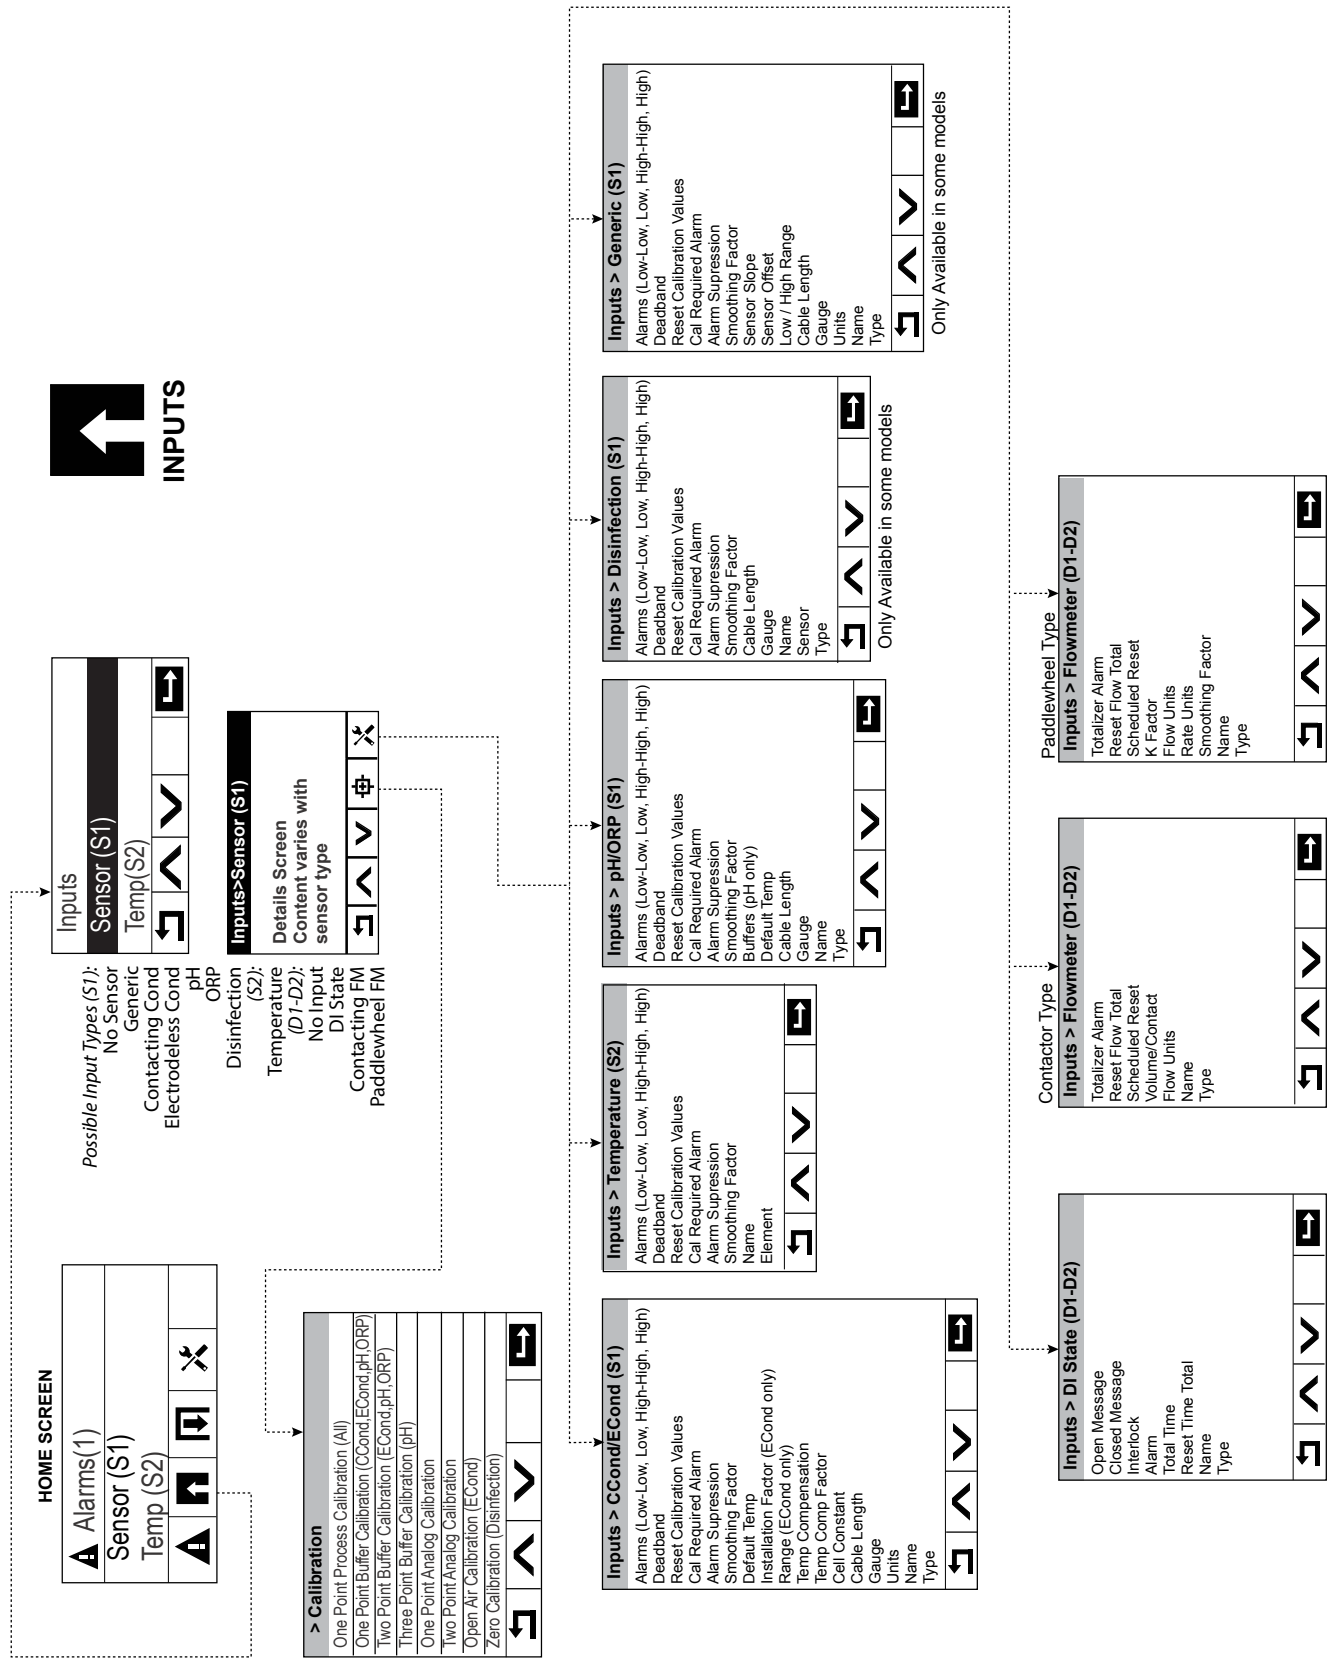 INPUTS
HOME SCREEN
Alarms(1)
Sensor (S1)
Temp (S2)
Inputs
Sensor (S1)
Temp(S2)
Possible Input Types (S1):
No Sensor
Generic
Contacting Cond
Electrodeless Cond
pH
ORP
Disinfection
(S2):
Temperature
(D1-D2):
No Input
DI State
Contacting FM
Paddlewheel FM
Inputs>Sensor (S1)
Details Screen
Content varies with
sensor type
> Calibration
One Point Process Calibration (All)
One Point Buffer Calibration (CCond,ECond,pH,ORP)
Two Point Buffer Calibration (ECond,pH,ORP)
Three Point Buffer Calibration (pH)
One Point Analog Calibration
Two Point Analog Calibration
Open Air Calibration (ECond)
Zero Calibration (Disinfection)
Inputs > CCond/ECond (S1)
Alarms (Low-Low, Low, High-High, High)
Deadband
Reset Calibration Values
Cal Required Alarm
Alarm Supression
Smoothing Factor
Default Temp
Installation Factor (ECond only)
Range (ECond only)
Temp Compensation
Temp Comp Factor
Cell Constant
Cable Length
Gauge
Units
Name
Type
Inputs > Temperature (S2)
Alarms (Low-Low, Low, High-High, High)
Deadband
Reset Calibration Values
Cal Required Alarm
Alarm Supression
Smoothing Factor
Name
Element
Inputs > pH/ORP (S1)
Alarms (Low-Low, Low, High-High, High)
Deadband
Reset Calibration Values
Cal Required Alarm
Alarm Supression
Smoothing Factor
Buffers (pH only)
Default Temp
Cable Length
Gauge
Name
Type
Inputs > Disinfection (S1)
Alarms (Low-Low, Low, High-High, High)
Deadband
Reset Calibration Values
Cal Required Alarm
Alarm Supression
Smoothing Factor
Cable Length
Gauge
Name
Sensor
Type
Only Available in some models
Inputs > Generic (S1)
Alarms (Low-Low, Low, High-High, High)
Deadband
Reset Calibration Values
Cal Required Alarm
Alarm Supression
Smoothing Factor
Sensor Slope
Sensor Offset
Low / High Range
Cable Length
Gauge
Units
Name
Type
Only Available in some models
Inputs > DI State (D1-D2)
Open Message
Closed Message
Interlock
Alarm
Total Time
Reset Time Total
Name
Type
Contactor Type
Inputs > Flowmeter (D1-D2)
Totalizer Alarm
Reset Flow Total
Scheduled Reset
Volume/Contact
Flow Units
Name
Type
Paddlewheel Type
Inputs > Flowmeter (D1-D2)
Totalizer Alarm
Reset Flow Total
Scheduled Reset
K Factor
Flow Units
Rate Units
Smoothing Factor
Name
Type